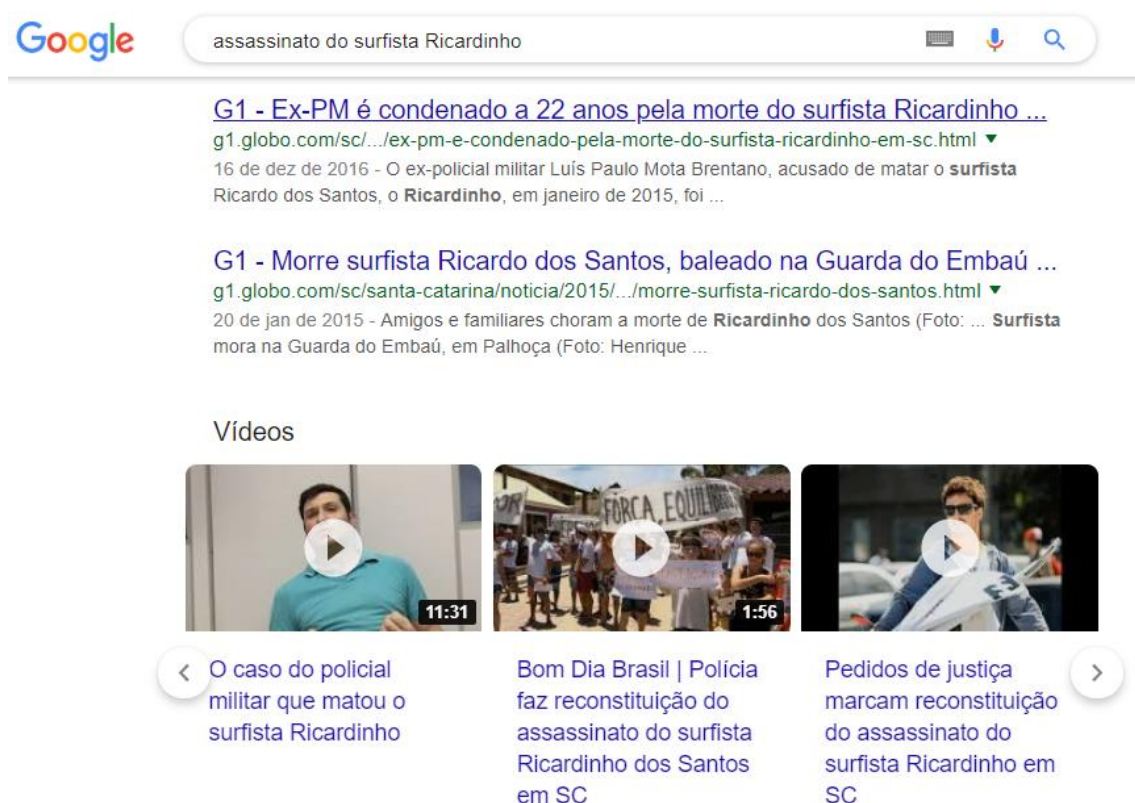 Google
assassinato do surfista Ricardinho
G1 - Ex-PM é condenado a 22 anos pela morte do surfista Ricardinho ...
g1.globo.com/sc/.../ex-pm-e-condenado-pela-morte-do-surfista-ricardinho-em-sc.html ▼
16 de dez de 2016 - O ex-policial militar Luís Paulo Mota Brentano, acusado de matar o surfista
Ricardo dos Santos, o Ricardinho, em janeiro de 2015, foi ...
G1 - Morre surfista Ricardo dos Santos, baleado na Guarda do Embaú ...
g1.globo.com/sc/santa-catarina/noticia/2015/.../morre-surfista-ricardo-dos-santos.html ▼
20 de jan de 2015 - Amigos e familiares choram a morte de Ricardinho dos Santos (Foto: ... Surfista
mora na Guarda do Embaú, em Palhoça (Foto: Henrique ...
Vídeos
FORÇA, EQUILI
11:31
1:56
O caso do policial
militar que matou o
surfista Ricardinho
Bom Dia Brasil | Polícia
faz reconstituição do
assassinato do surfista
Ricardinho dos Santos
em SC
Pedidos de justiça
marcam reconstituição
do assassinato do
surfista Ricardinho em
SC